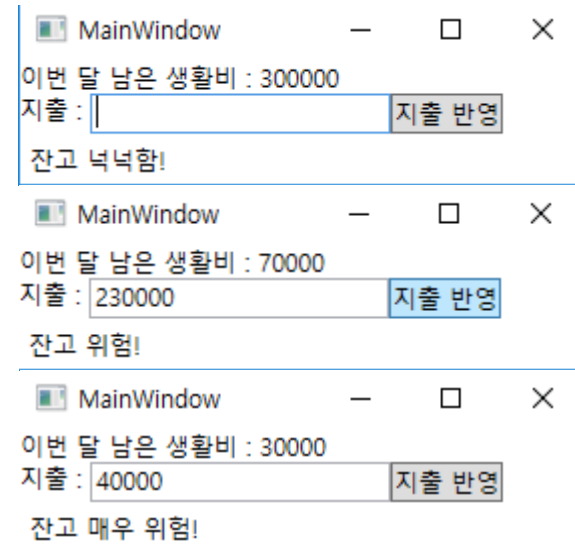 MainWindow
이번 달 남은 생활비 : 300000
지출 : 지출 반영
잔고 넉넉함!
MainWindow
이번 달 남은 생활비 : 70000
지출 : 230000 지출 반영
잔고 위험!
MainWindow
이번 달 남은 생활비 : 30000
지출 : 40000 지출 반영
잔고 매우 위험!